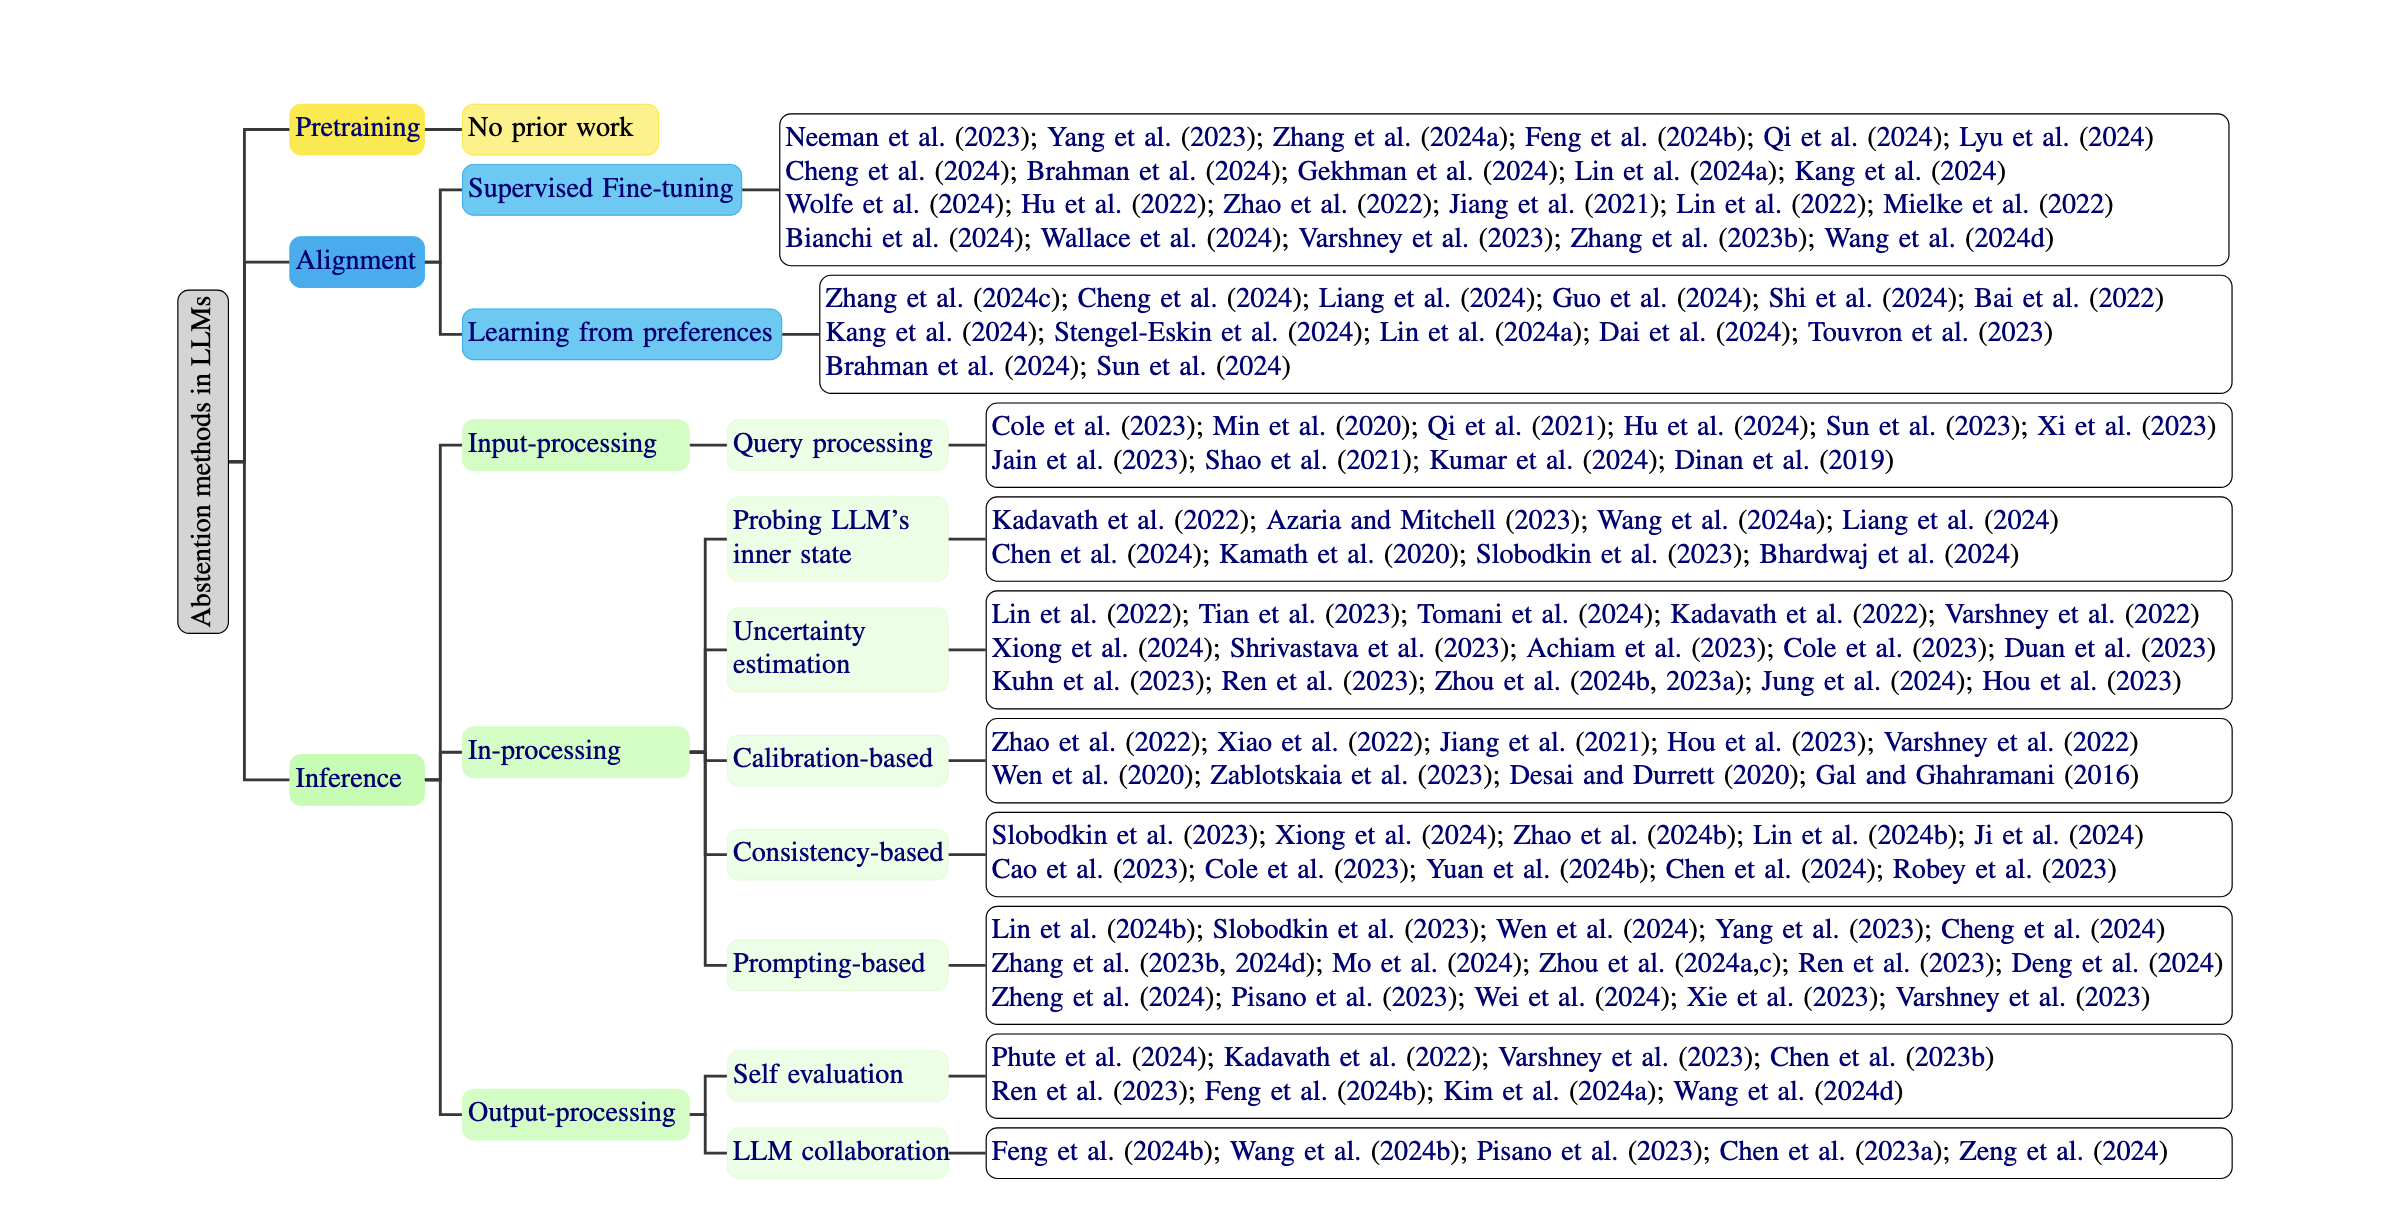 Abstention methods in LLMs
Pretraining
No prior work
Alignment
Supervised Fine-tuning
Neeman et al. (2023); Yang et al. (2023); Zhang et al. (2024a); Feng et al. (2024b); Qi et al. (2024); Lyu et al. (2024)
Cheng et al. (2024); Brahman et al. (2024); Gekhman et al. (2024); Lin et al. (2024a); Kang et al. (2024)
Wolfe et al. (2024); Hu et al. (2022); Zhao et al. (2022); Jiang et al. (2021); Lin et al. (2022); Mielke et al. (2022)
Bianchi et al. (2024); Wallace et al. (2024); Varshney et al. (2023); Zhang et al. (2023b); Wang et al. (2024d)
Learning from preferences
Zhang et al. (2024c); Cheng et al. (2024); Liang et al. (2024); Guo et al. (2024); Shi et al. (2024); Bai et al. (2022)
Kang et al. (2024); Stengel-Eskin et al. (2024); Lin et al. (2024a); Dai et al. (2024); Touvron et al. (2023)
Brahman et al. (2024); Sun et al. (2024)
Inference
Input-processing
Query processing
Cole et al. (2023); Min et al. (2020); Qi et al. (2021); Hu et al. (2024); Sun et al. (2023); Xi et al. (2023)
Jain et al. (2023); Shao et al. (2021); Kumar et al. (2024); Dinan et al. (2019)
In-processing
Probing LLM's
inner state
Kadavath et al. (2022); Azaria and Mitchell (2023); Wang et al. (2024a); Liang et al. (2024)
Chen et al. (2024); Kamath et al. (2020); Slobodkin et al. (2023); Bhardwaj et al. (2024)
Uncertainty
estimation
Lin et al. (2022); Tian et al. (2023); Tomani et al. (2024); Kadavath et al. (2022); Varshney et al. (2022)
Xiong et al. (2024); Shrivastava et al. (2023); Achiam et al. (2023); Cole et al. (2023); Duan et al. (2023)
Kuhn et al. (2023); Ren et al. (2023); Zhou et al. (2024b, 2023a); Jung et al. (2024); Hou et al. (2023)
Calibration-based
Zhao et al. (2022); Xiao et al. (2022); Jiang et al. (2021); Hou et al. (2023); Varshney et al. (2022)
Wen et al. (2020); Zablotskaia et al. (2023); Desai and Durrett (2020); Gal and Ghahramani (2016)
Consistency-based
Slobodkin et al. (2023); Xiong et al. (2024); Zhao et al. (2024b); Lin et al. (2024b); Ji et al. (2024)
Cao et al. (2023); Cole et al. (2023); Yuan et al. (2024b); Chen et al. (2024); Robey et al. (2023)
Prompting-based
Lin et al. (2024b); Slobodkin et al. (2023); Wen et al. (2024); Yang et al. (2023); Cheng et al. (2024)
Zhang et al. (2023b, 2024d); Mo et al. (2024); Zhou et al. (2024a,c); Ren et al. (2023); Deng et al. (2024)
Zheng et al. (2024); Pisano et al. (2023); Wei et al. (2024); Xie et al. (2023); Varshney et al. (2023)
Output-processing
Self evaluation
Phute et al. (2024); Kadavath et al. (2022); Varshney et al. (2023); Chen et al. (2023b)
Ren et al. (2023); Feng et al. (2024b); Kim et al. (2024a); Wang et al. (2024d)
LLM collaboration
Feng et al. (2024b); Wang et al. (2024b); Pisano et al. (2023); Chen et al. (2023a); Zeng et al. (2024)